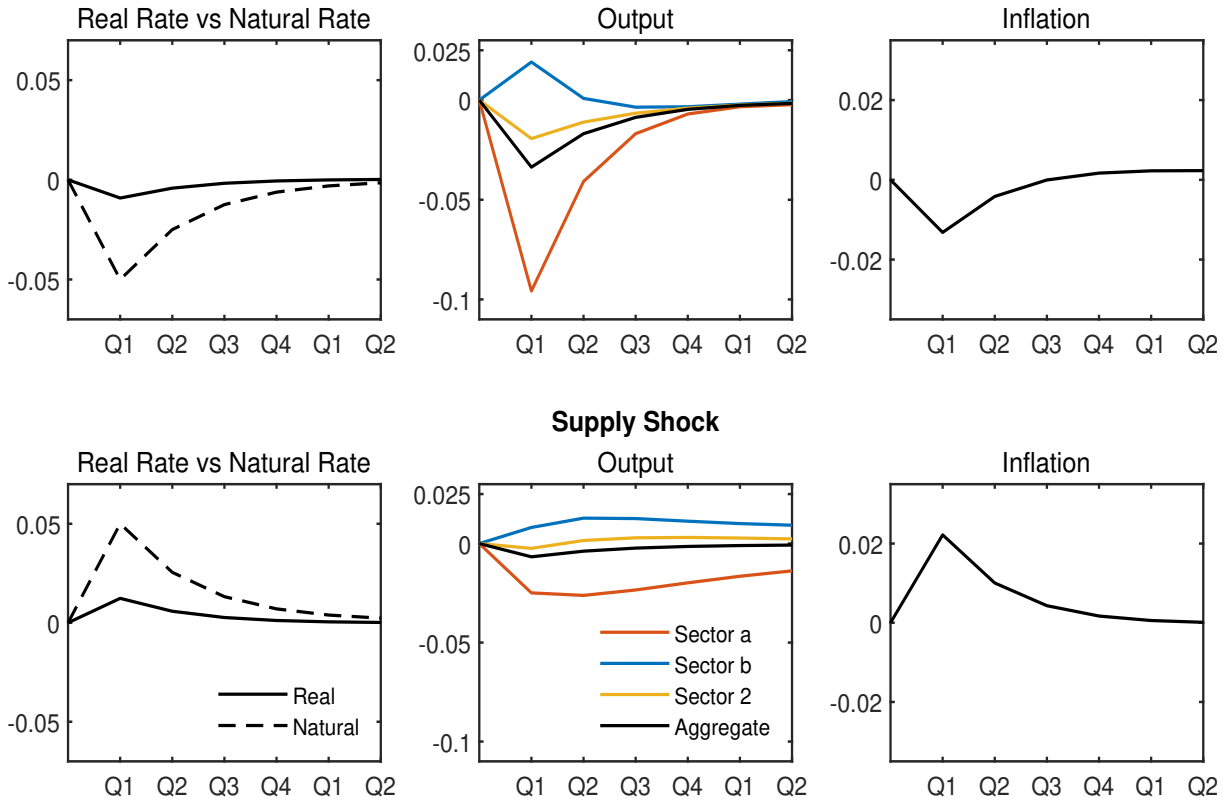 Real Rate vs Natural Rate
0.05
0
-0.05
Q1 Q2 Q3 Q4 Q1 Q2
Output
0.025
0
-0.05
-0.1
Q1 Q2 Q3 Q4 Q1 Q2
Inflation
0.02
0
-0.02
Q1 Q2 Q3 Q4 Q1 Q2
Supply Shock
Real Rate vs Natural Rate
0.05
0
-0.05
Real
Natural
Q1 Q2 Q3 Q4 Q1 Q2
Output
0.025
0
-0.05
-0.1
Sector a
Sector b
Sector 2
Aggregate
Q1 Q2 Q3 Q4 Q1 Q2
Inflation
0.02
0
-0.02
Q1 Q2 Q3 Q4 Q1 Q2